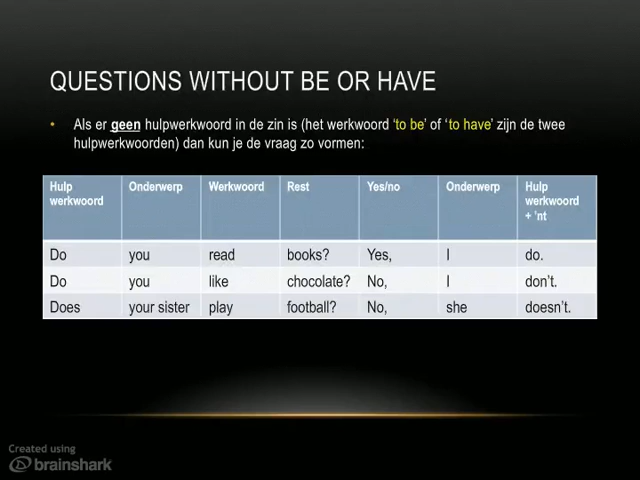 QUESTIONS WITHOUT BE OR HAVE
• Als er geen hulpwerkwoord in de zin is (het werkwoord 'to be' of 'to have' zijn de twee
hulpwerkwoorden) dan kun je de vraag zo vormen:
Hulp werkwoord Onderwerp Werkwoord Rest Yes/no Onderwerp Hulp werkwoord + 'nt
Do you read books? Yes, I do.
Do you like chocolate? No, I don't.
Does your sister play football? No, she doesn't.
Created using
brainshark